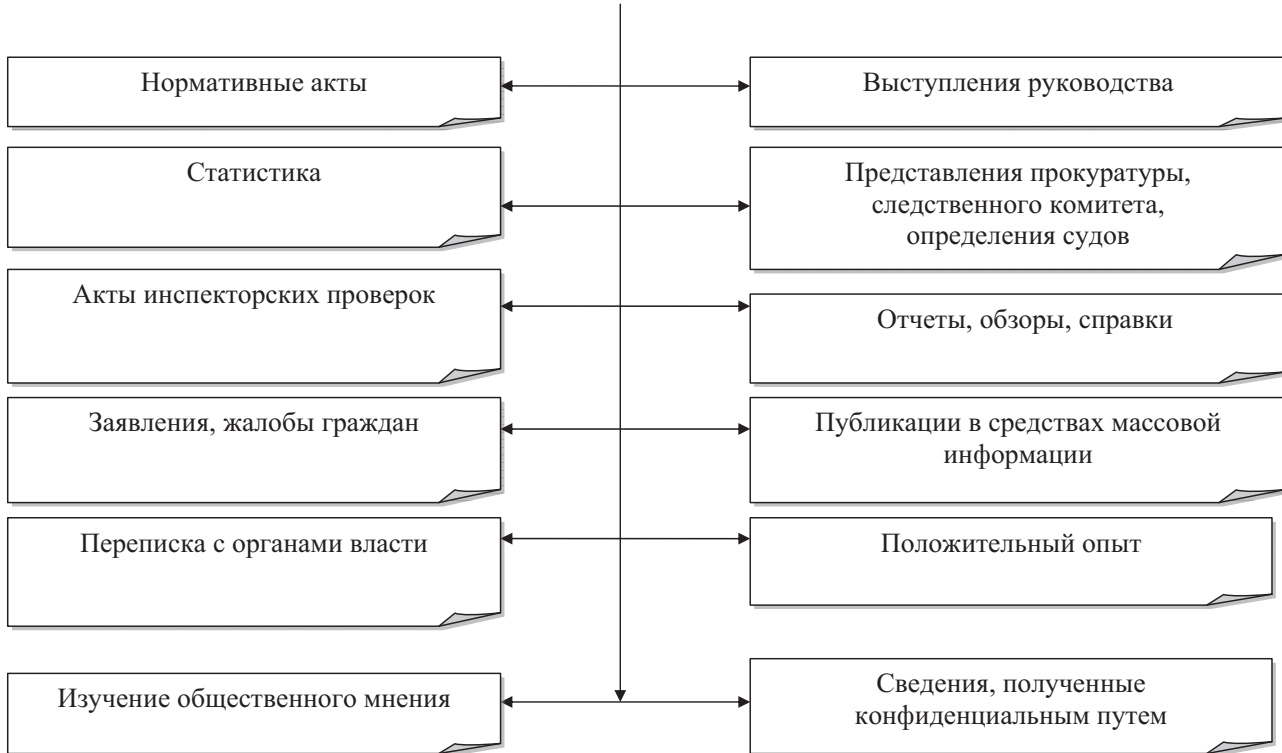 Нормативные акты
Выступления руководства
Статистика
Представления прокуратуры,
следственного комитета,
определения судов
Акты инспекторских проверок
Отчеты, обзоры, справки
Заявления, жалобы граждан
Публикации в средствах массовой
информации
Переписка с органами власти
Положительный опыт
Изучение общественного мнения
Сведения, полученные
конфиденциальным путем